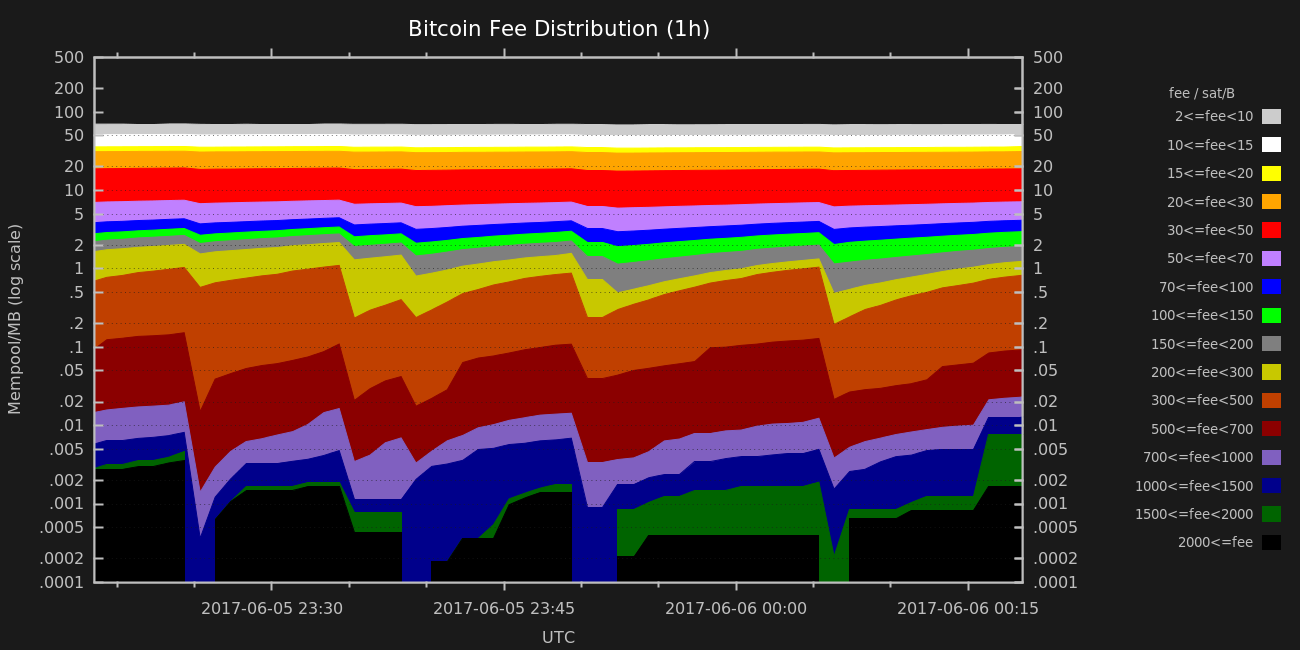 Bitcoin Fee Distribution (1h)
500 500
200 200
100 100
50 50
20 20
10 10
5 5
2 2
1 1
.5 .5
.2 .2
.1 .1
.05 .05
.02 .02
.01 .01
.005 .005
.002 .002
.001 .001
.0005 .0005
.0002 .0002
.0001 .0001
Mempool/MB (log scale)
2017-06-05 23:30 2017-06-05 23:45 2017-06-06 00:00 2017-06-06 00:15
UTC
fee / sat/B
2<=fee<10
10<=fee<15
15<=fee<20
20<=fee<30
30<=fee<50
50<=fee<70
70<=fee<100
100<=fee<150
150<=fee<200
200<=fee<300
300<=fee<500
500<=fee<700
700<=fee<1000
1000<=fee<1500
1500<=fee<2000
2000<=fee